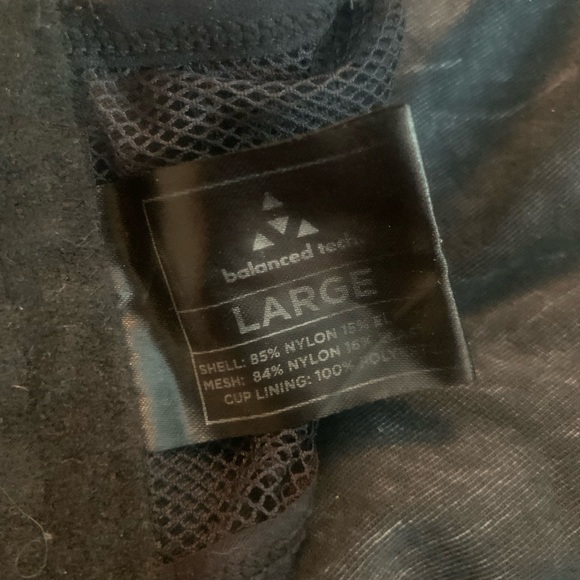 balanced tech
LARGE
SHELL: 85% NYLON 15%
MESH: 84% NYLON 16%
CUP LINING: 100%